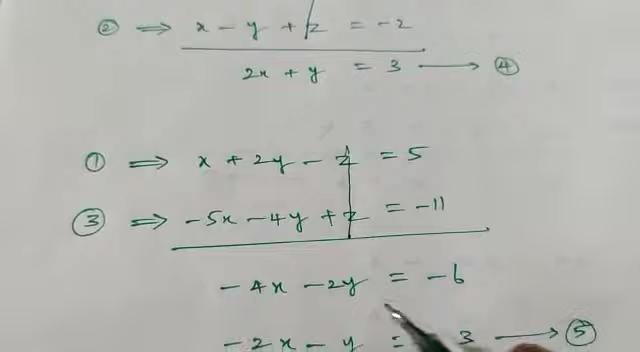 ② ⇒ x - y + z = -2
2x + y = 3 → ④
① ⇒ x + 2y - z = 5
③ ⇒ -5x - 4y + z = -11
-4x - 2y = -6
-2x - y = 3 → ⑤